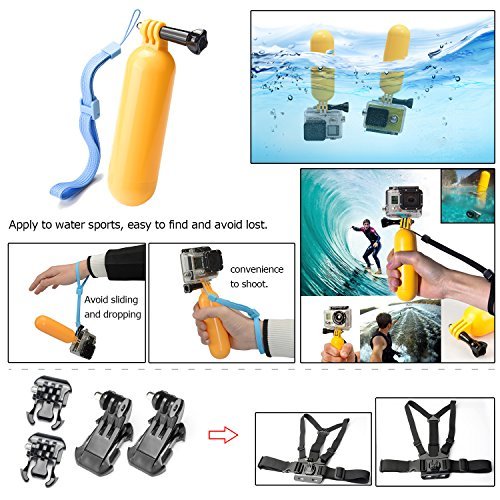 Apply to water sports, easy to find and avoid lost.
Avoid sliding
and dropping
convenience
to shoot.